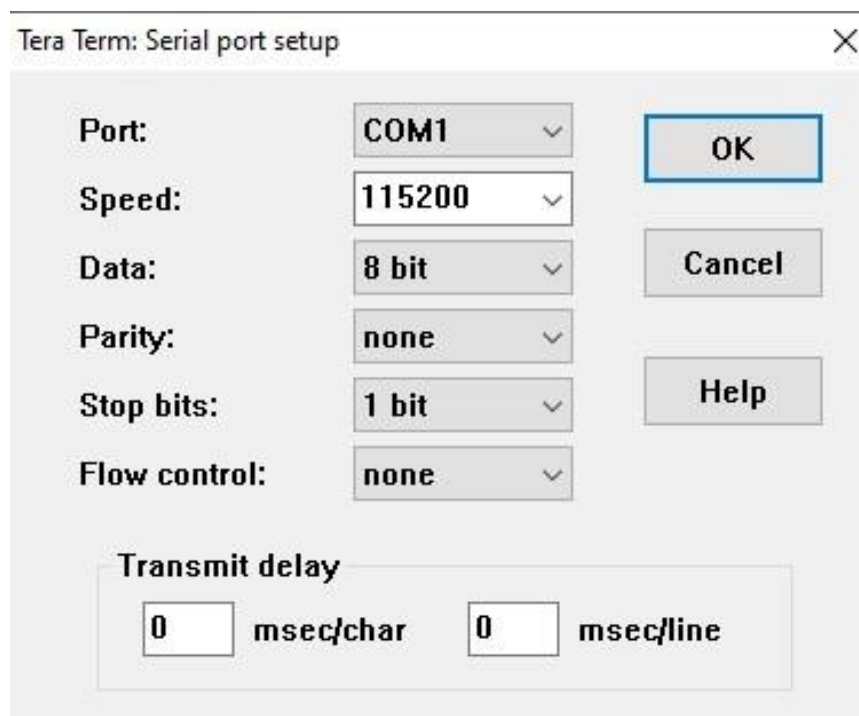 Tera Term: Serial port setup
Port: COM1
OK
Speed: 115200
Data: 8 bit
Cancel
Parity: none
Stop bits: 1 bit
Help
Flow control: none
Transmit delay
0 msec/char 0 msec/line